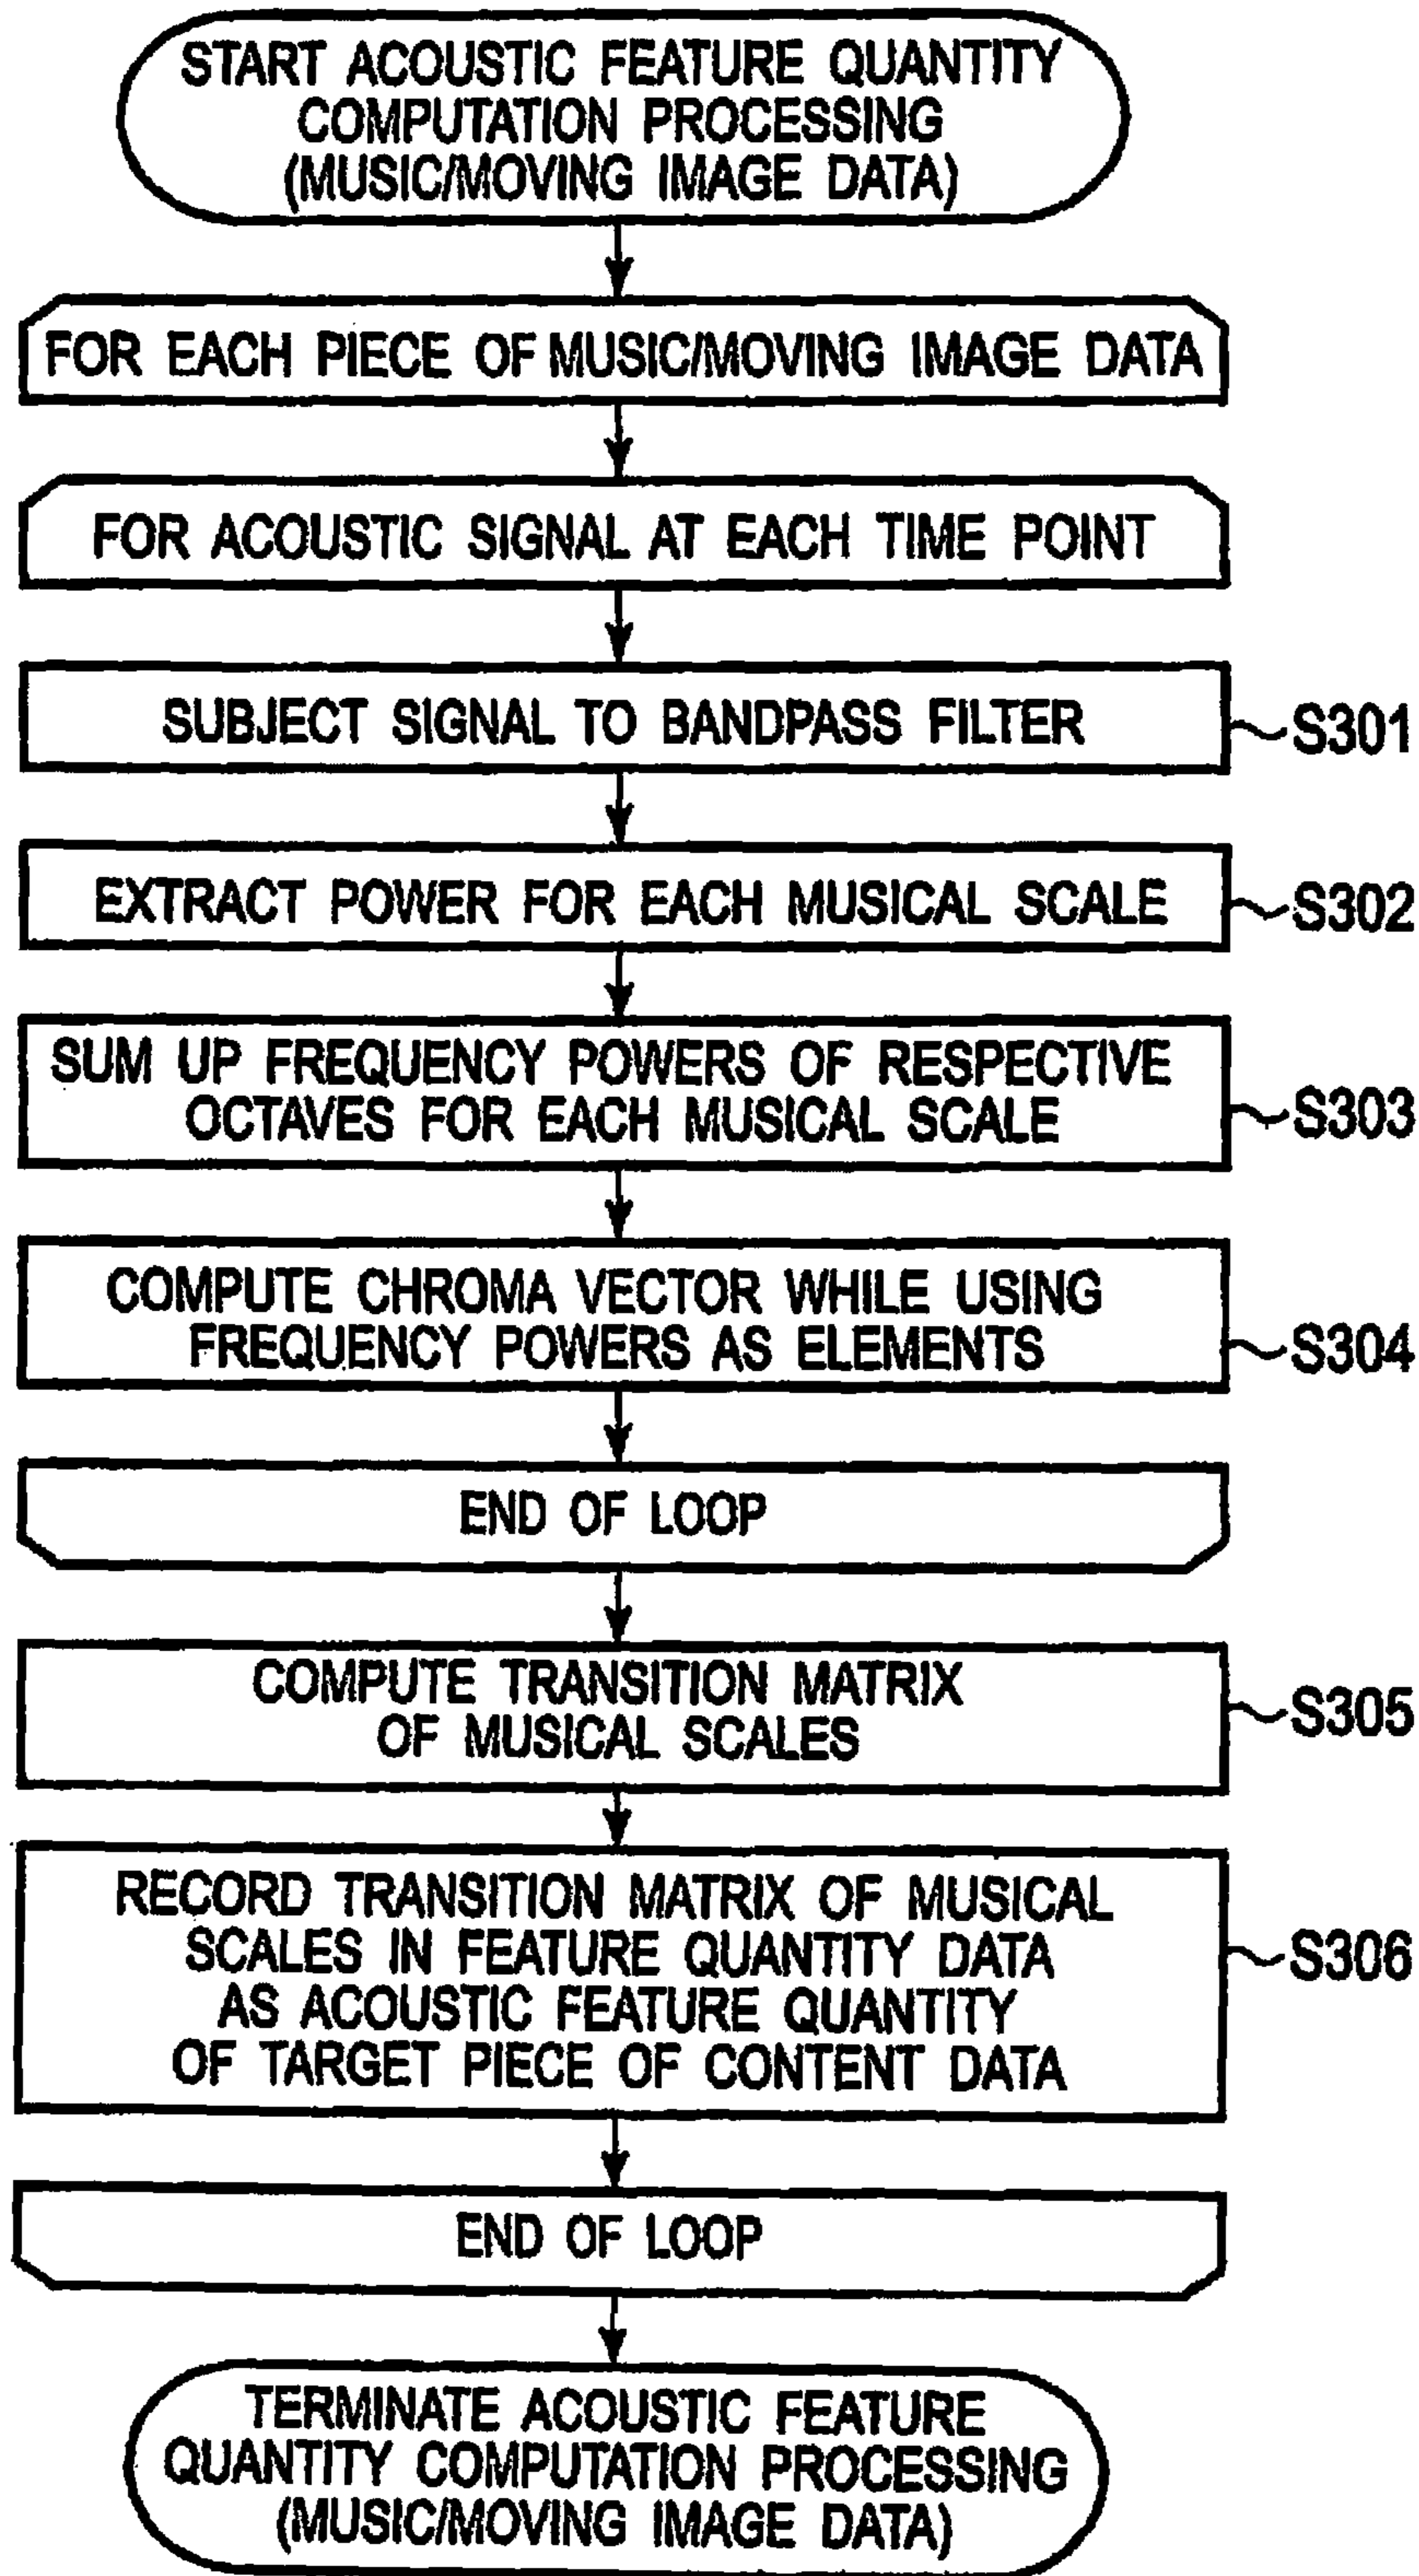 START ACOUSTIC FEATURE QUANTITY
COMPUTATION PROCESSING
(MUSIC/MOVING IMAGE DATA)
FOR EACH PIECE OF MUSIC/MOVING IMAGE DATA
FOR ACOUSTIC SIGNAL AT EACH TIME POINT
SUBJECT SIGNAL TO BANDPASS FILTER
S301
EXTRACT POWER FOR EACH MUSICAL SCALE
S302
SUM UP FREQUENCY POWERS OF RESPECTIVE
OCTAVES FOR EACH MUSICAL SCALE
S303
COMPUTE CHROMA VECTOR WHILE USING
FREQUENCY POWERS AS ELEMENTS
S304
END OF LOOP
COMPUTE TRANSITION MATRIX
OF MUSICAL SCALES
S305
RECORD TRANSITION MATRIX OF MUSICAL
SCALES IN FEATURE QUANTITY DATA
AS ACOUSTIC FEATURE QUANTITY
OF TARGET PIECE OF CONTENT DATA
S306
END OF LOOP
TERMINATE ACOUSTIC FEATURE
QUANTITY COMPUTATION PROCESSING
(MUSIC/MOVING IMAGE DATA)